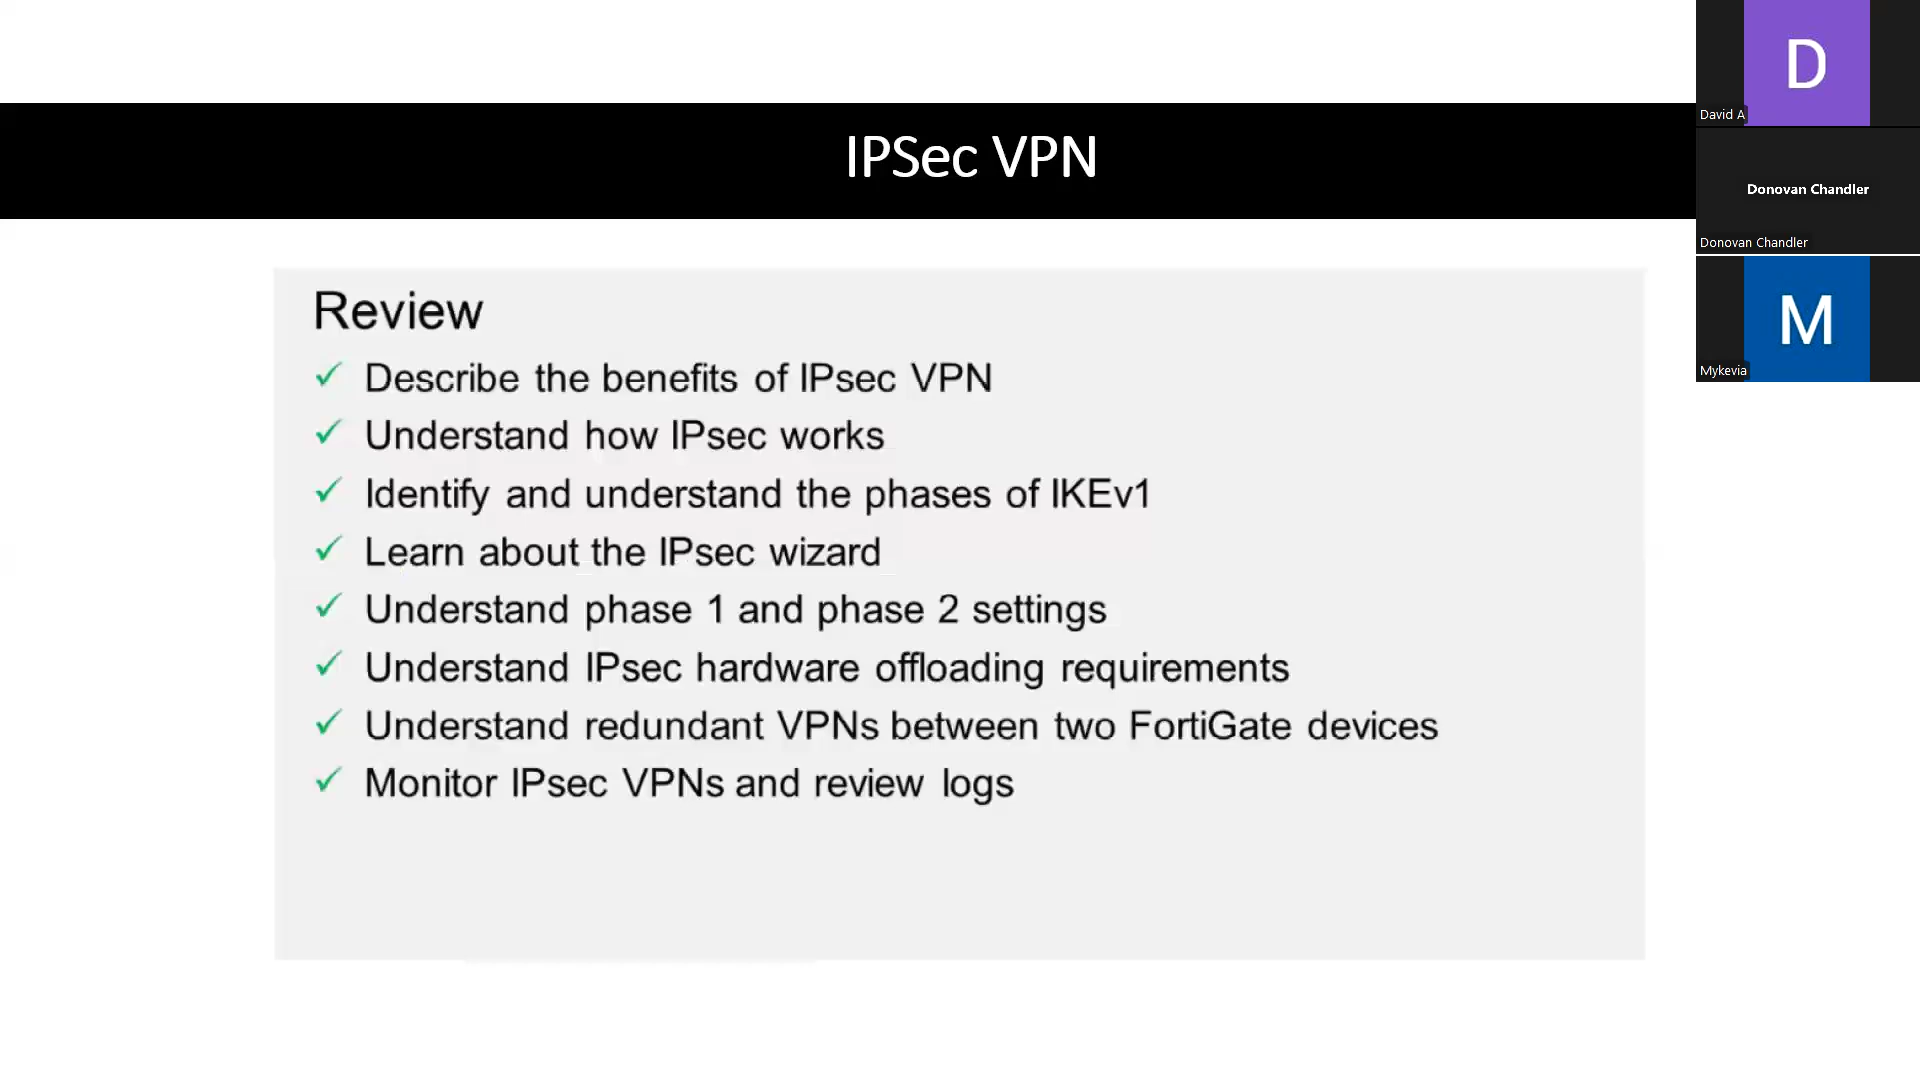 IPSec VPN
Review
✓ Describe the benefits of IPsec VPN
✓ Understand how IPsec works
✓ Identify and understand the phases of IKEv1
✓ Learn about the IPsec wizard
✓ Understand phase 1 and phase 2 settings
✓ Understand IPsec hardware offloading requirements
✓ Understand redundant VPNs between two FortiGate devices
✓ Monitor IPsec VPNs and review logs
D
David A
Donovan Chandler
Donovan Chandler
M
Mykevia